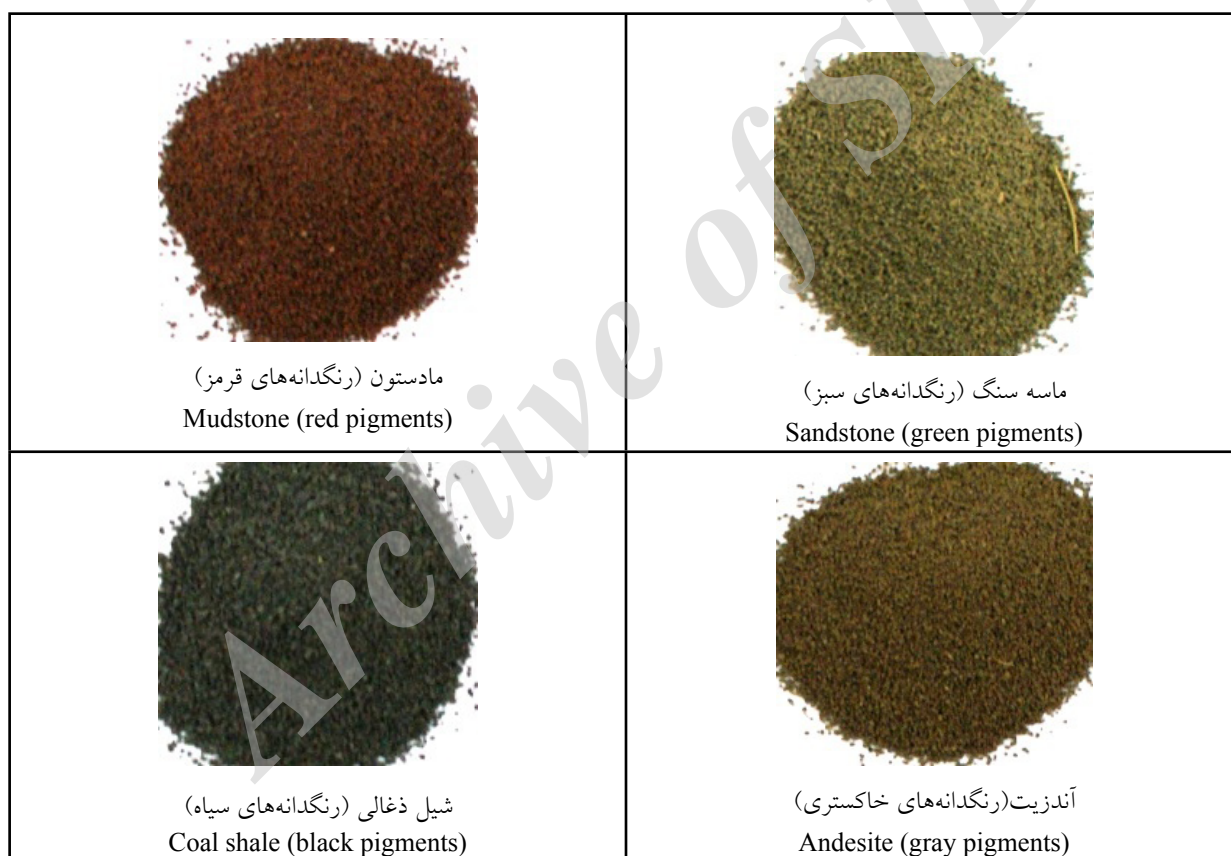 مادستون (رنگدانه‌های قرمز)
Mudstone (red pigments)
ماسه سنگ (رنگدانه‌های سبز)
Sandstone (green pigments)
شیل ذغالی (رنگدانه‌های سیاه)
Coal shale (black pigments)
آندزیت(رنگدانه‌های خاکستری)
Andesite (gray pigments)
Archive of SI